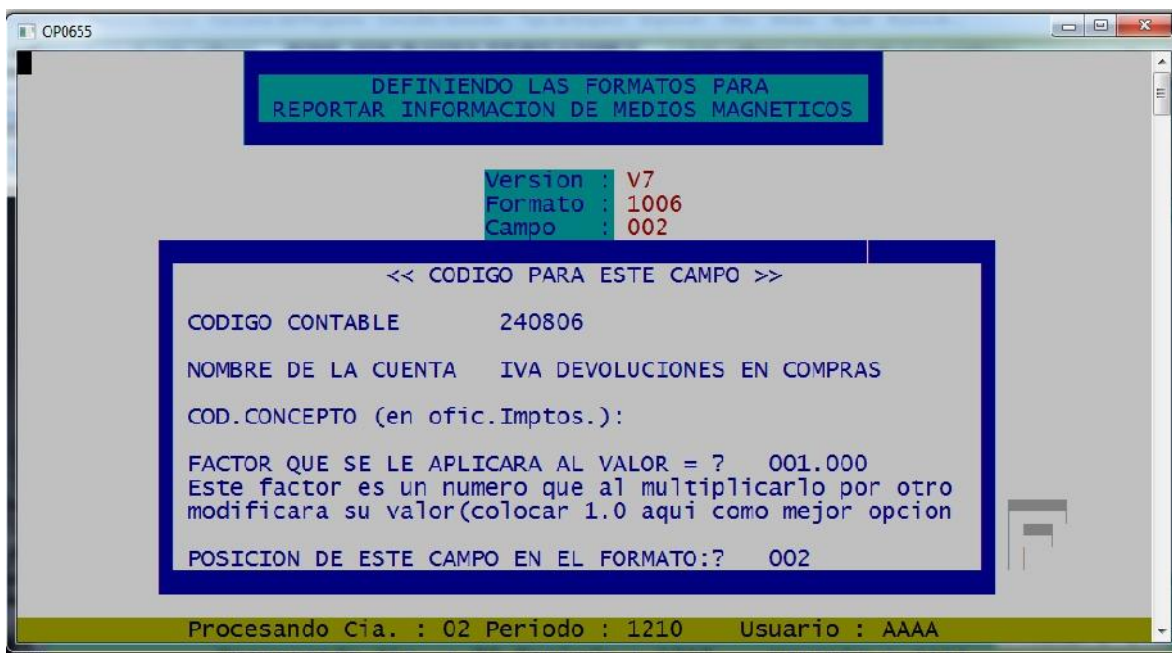 OP0655
DEFINIENDO LAS FORMATOS PARA
REPORTAR INFORMACION DE MEDIOS MAGNETICOS
Version : V7
Formato : 1006
Campo : 002
<< CODIGO PARA ESTE CAMPO >>
CODIGO CONTABLE 240806
NOMBRE DE LA CUENTA IVA DEVOLUCIONES EN COMPRAS
COD.CONCEPTO (en ofic.Imptos.):
FACTOR QUE SE LE APLICARA AL VALOR = ? 001.000
Este factor es un numero que al multiplicarlo por otro
modificara su valor(colocar 1.0 aqui como mejor opcion
POSICION DE ESTE CAMPO EN EL FORMATO:? 002
Procesando Cia. : 02 Periodo : 1210 Usuario : AAAA